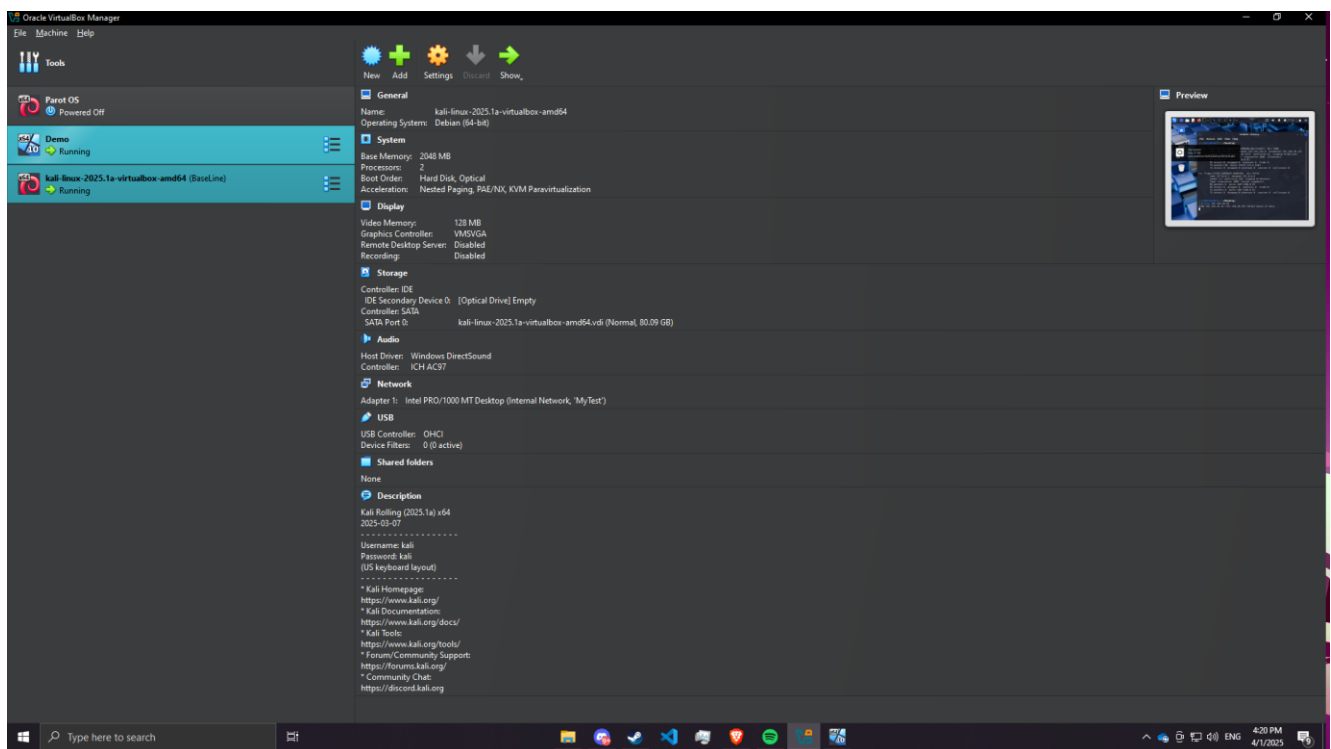 Oracle VirtualBox Manager
File Machine Help
Tools
New Add Settings Discard Show
Parot OS
Powered Off
Demo
Running
kali-linux-2025.1a-virtualbox-amd64 (BaseLine)
Running
General
Name: kali-linux-2025.1a-virtualbox-amd64
Operating System: Debian (64-bit)
System
Base Memory: 2048 MB
Processors: 2
Boot Order: Hard Disk, Optical
Acceleration: Nested Paging, PAE/NX, KVM Paravirtualization
Display
Video Memory: 128 MB
Graphics Controller: VMSVGA
Remote Desktop Server: Disabled
Recording: Disabled
Storage
Controller: IDE
IDE Secondary Device 0: [Optical Drive] Empty
Controller: SATA
SATA Port 0: kali-linux-2025.1a-virtualbox-amd64.vdi (Normal, 80.09 GB)
Audio
Host Driver: Windows DirectSound
Controller: ICH AC97
Network
Adapter 1: Intel PRO/1000 MT Desktop (Internal Network, 'MyTest')
USB
USB Controller: OHCI
Device Filters: 0 (0 active)
Shared folders
None
Description
Kali Rolling (2025.1a) x64
2025-03-07
- - - - - - - - - - - - - - - - - -
Username: kali
Password: kali
(US keyboard layout)
- - - - - - - - - - - - - - - - - -
* Kali Homepage:
https://www.kali.org/
* Kali Documentation:
https://www.kali.org/docs/
* Kali Tools:
https://www.kali.org/tools/
* Forum/Community Support:
https://forums.kali.org/
* Community Chat:
https://discord.kali.org
Preview
Type here to search
ENG
4:20 PM
4/1/2025